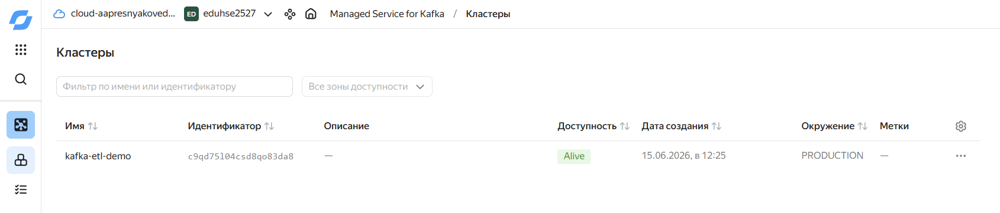 cloud-aapresnyakoved... ED eduhse2527 Managed Service for Kafka / Кластеры
Кластеры
Фильтр по имени или идентификатору Все зоны доступности
Имя Идентификатор Описание Доступность Дата создания Окружение Метки
kafka-etl-demo c9qd75l04csd8qo83da8 — Alive 15.06.2026, в 12:25 PRODUCTION —